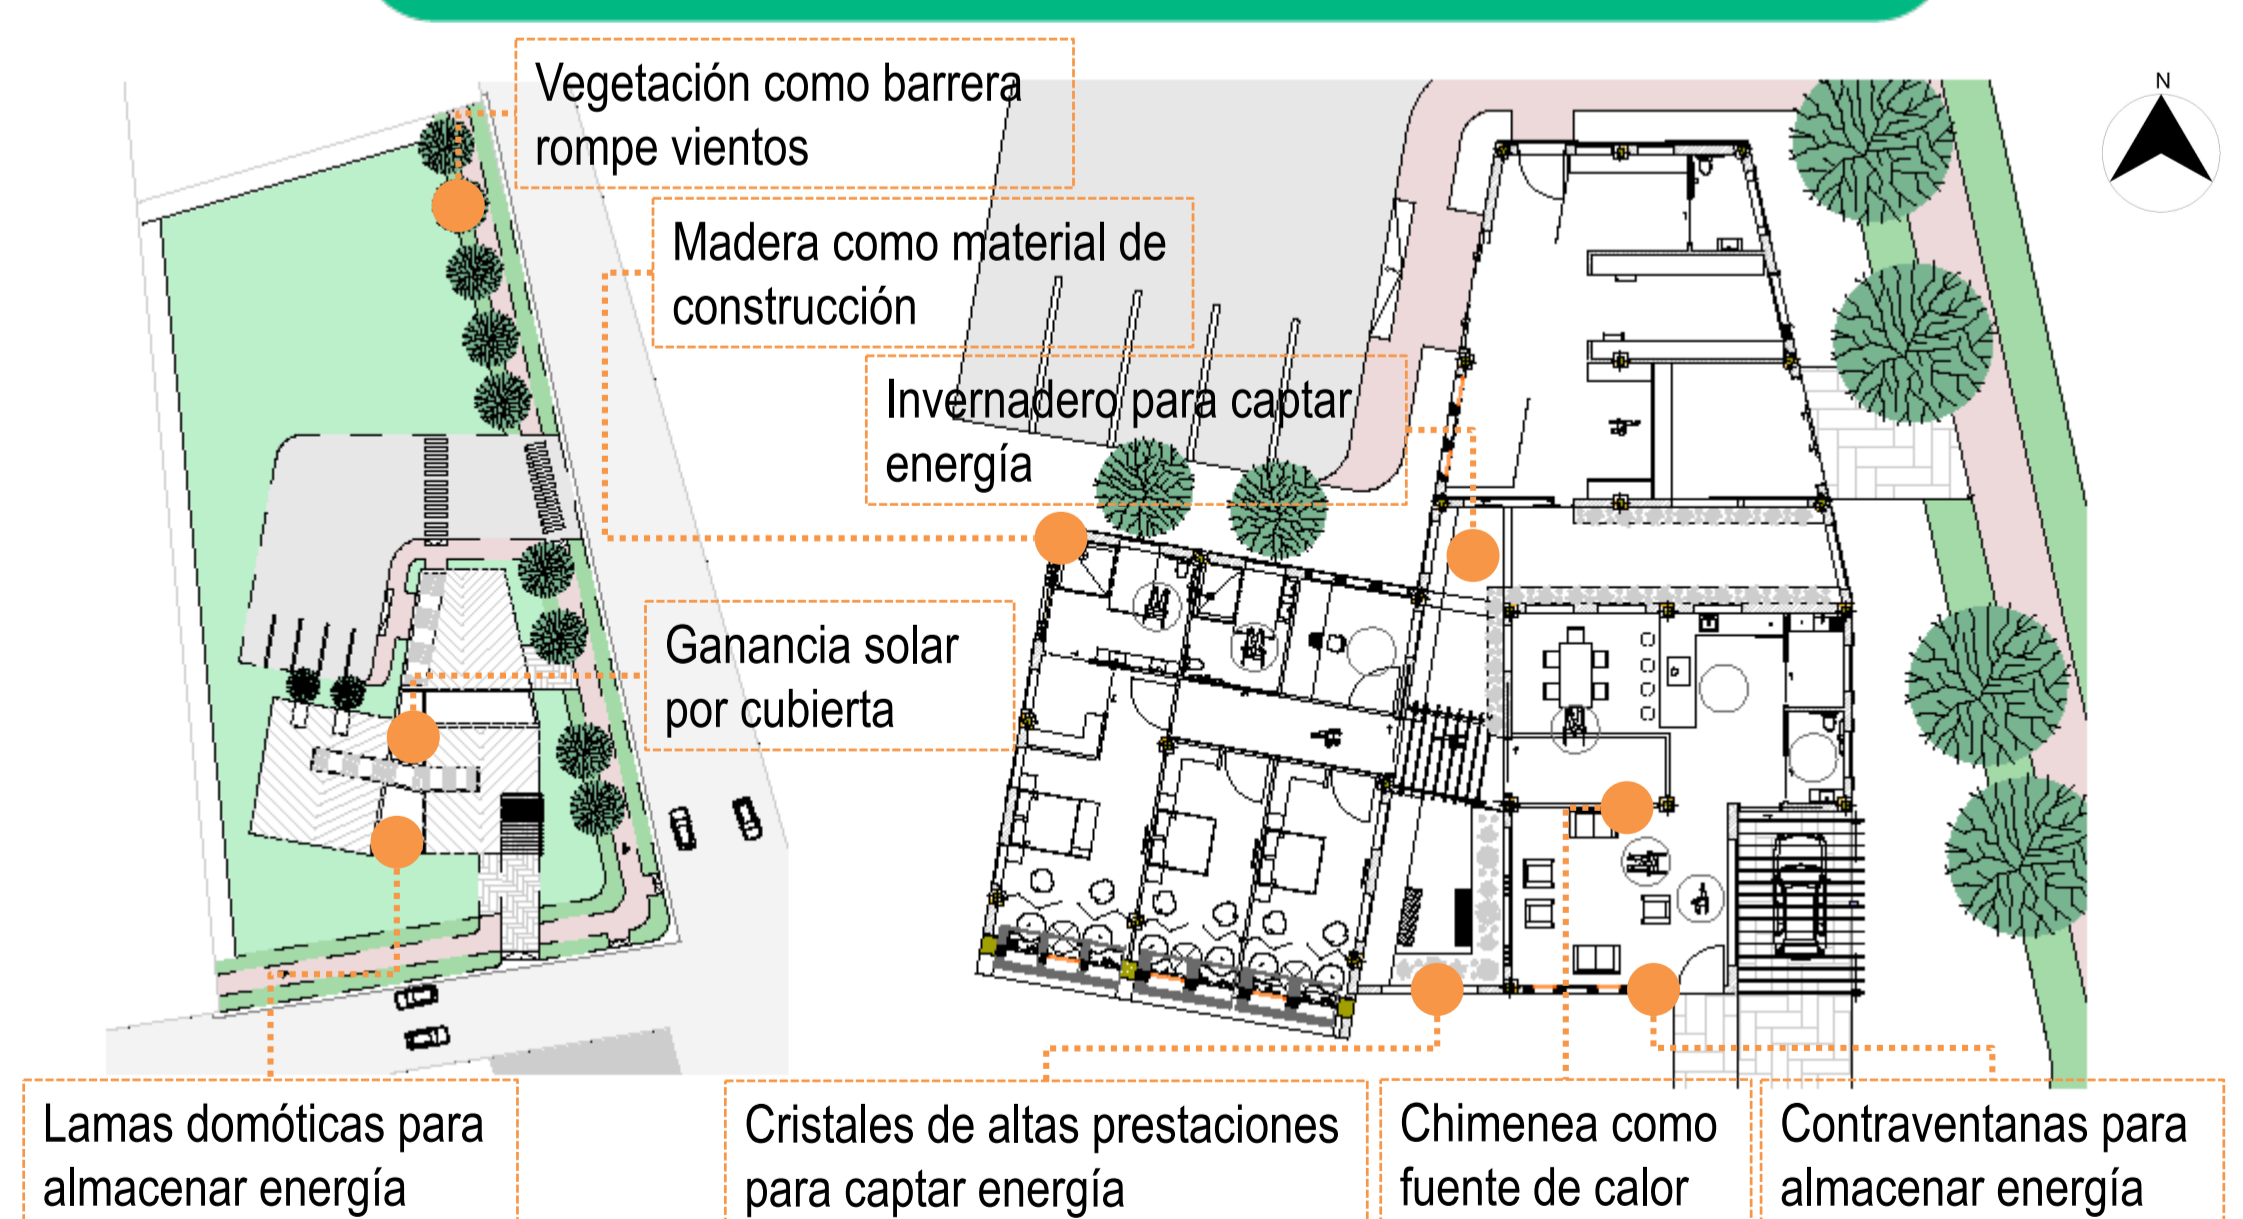 N
Vegetación como barrera
rompe vientos
Madera como material de
construcción
Invernadero para captar
energía
Ganancia solar
por cubierta
Lamas domóticas para
almacenar energía
Cristales de altas prestaciones
para captar energía
Chimenea como
fuente de calor
Contraventanas para
almacenar energía